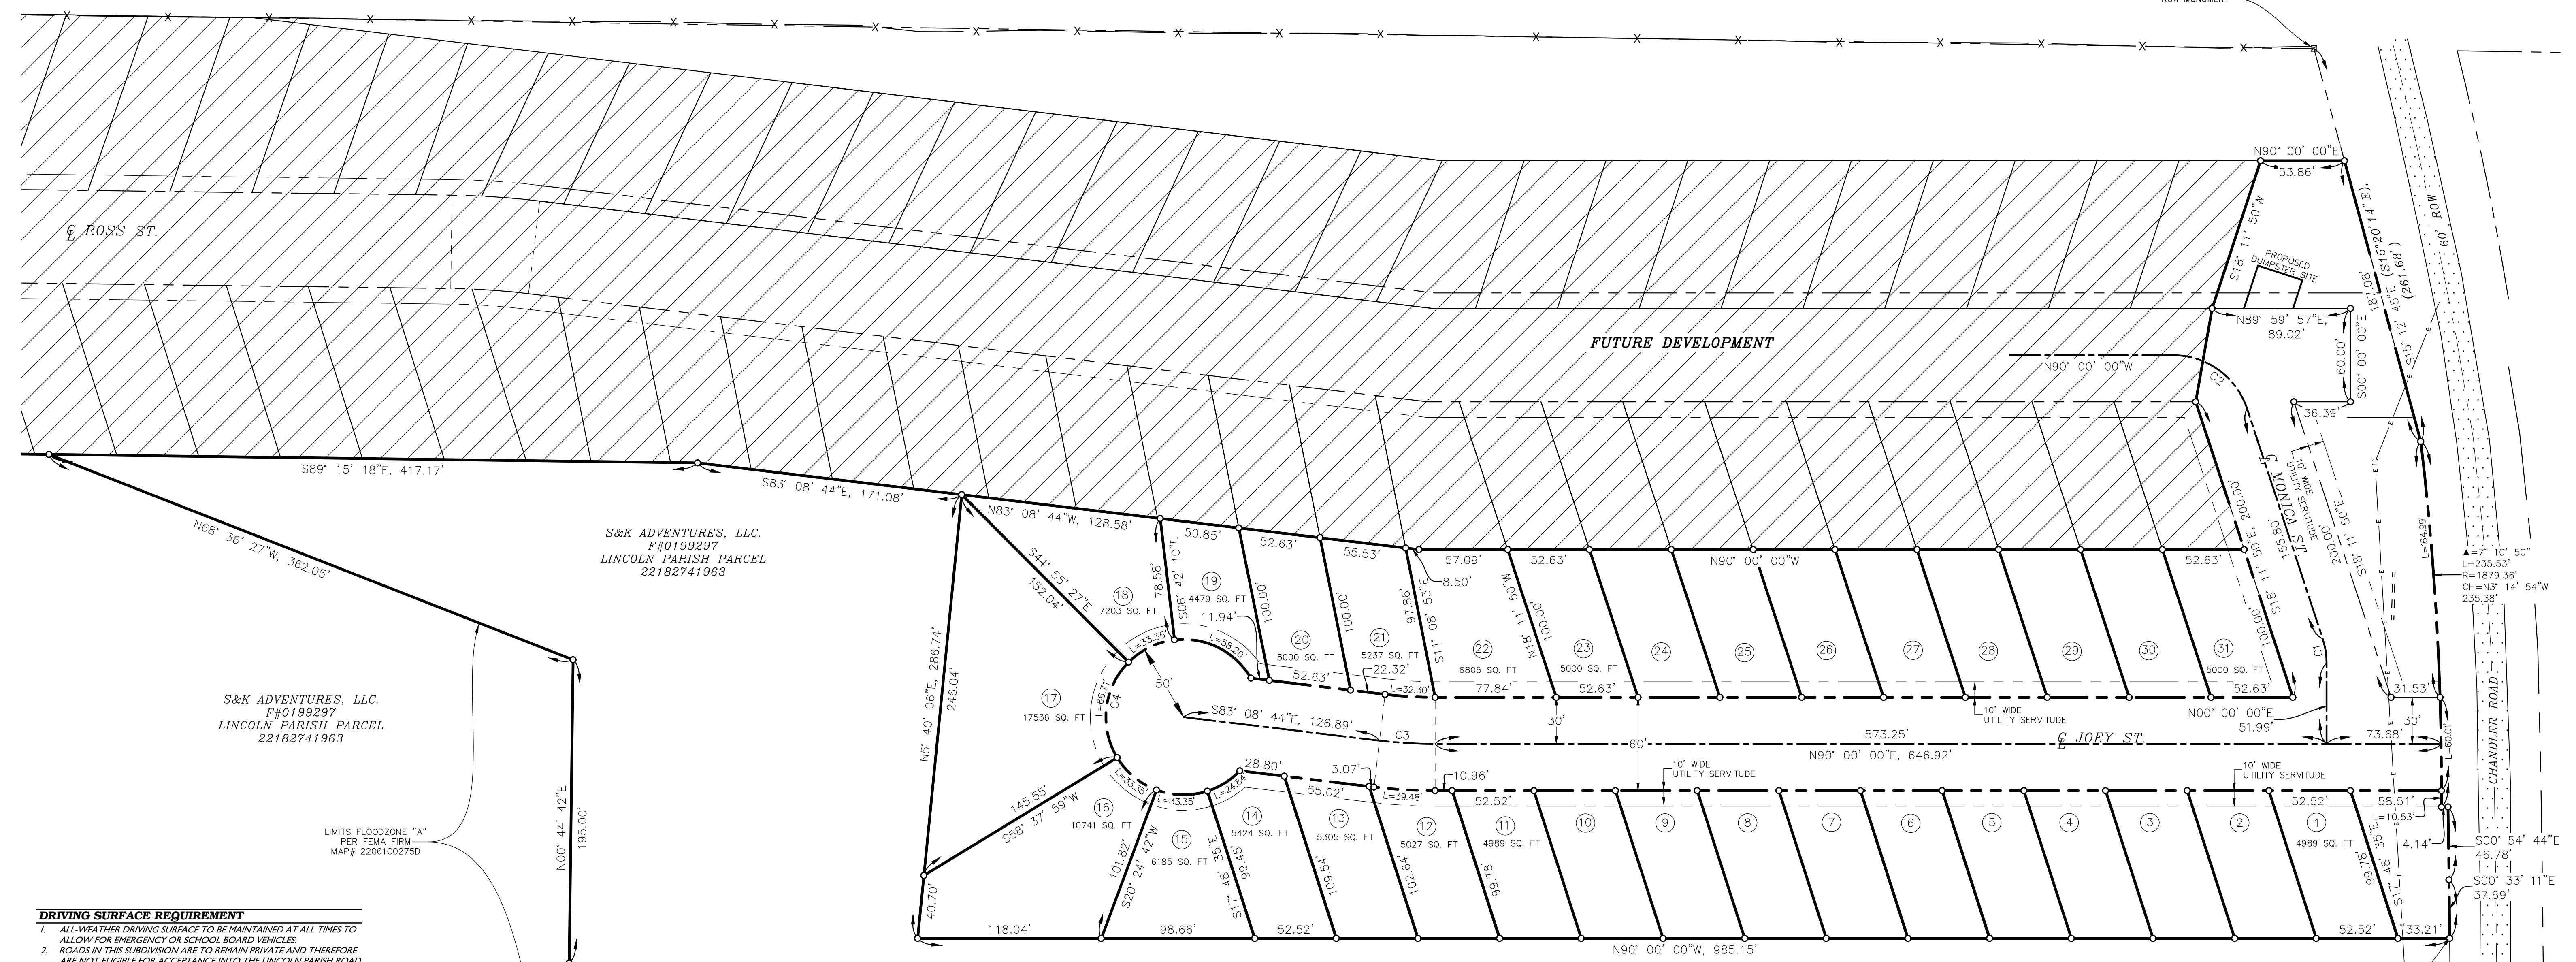 ROW MONUMENT
N90° 00' 00"E
53.86'
S18° 11' 50"W
60' ROW
(S15°20'14"E).
(261.68')
187.08'
S15° 12' 45"E
PROPOSED
DUMPSTER SITE
N89° 59' 57"E,
89.02'
60.00'
S00° 00' 00"E
36.39'
℄ ROSS ST.
FUTURE DEVELOPMENT
N90° 00' 00"W
C2
10' WIDE
UTILITY SERVITUDE
℄ MONICA ST.
155.80'
S18° 11' 50"E
200.00'
S18° 11' 50"E, 200.00'
100.00'
C1
L=164.99'
▲=7° 10' 50"
L=235.53'
R=1879.36'
CH=N3° 14' 54"W
235.38'
S89° 15' 18"E, 417.17'
S83° 08' 44"E, 171.08'
N83° 08' 44"W, 128.58'
50.85'
52.63'
55.53'
8.50'
57.09'
52.63'
N90° 00' 00"W
52.63'
N68° 36' 27"W, 362.05'
S&K ADVENTURES, LLC.
F#0199297
LINCOLN PARISH PARCEL
22182741963
S44° 55' 27"E
152.04'
18
7203 SQ. FT
78.58'
S06° 42' 10"E
19
4479 SQ. FT
11.94'
100.00'
20
5000 SQ. FT
100.00'
21
5237 SQ. FT
22.32'
97.86'
S11° 08' 53"E
22
6805 SQ. FT
N18° 11' 50"W
100.00'
23
5000 SQ. FT
24
25
26
27
28
29
30
31
5000 SQ. FT
L=33.35'
L=58.20'
52.63'
L=32.30'
77.84'
52.63'
52.63'
31.53'
50'
17
17536 SQ. FT
L=66.71'
C4
S83° 08' 44"E, 126.89'
C3
30'
60'
10' WIDE
UTILITY SERVITUDE
N00° 00' 00"E
51.99'
573.25'
℄ JOEY ST.
N90° 00' 00"E, 646.92'
73.68'
30'
L=60.01'
CHANDLER ROAD
N5° 40' 06"E, 286.74'
246.04'
S&K ADVENTURES, LLC.
F#0199297
LINCOLN PARISH PARCEL
22182741963
145.55'
S58° 37' 59"W
L=33.35'
L=33.35'
L=24.84'
28.80'
55.02'
3.07'
L=39.48'
10.96'
52.52'
10' WIDE
UTILITY SERVITUDE
10' WIDE
UTILITY SERVITUDE
52.52'
58.51'
L=10.53'
4.14'
S00° 54' 44"E
46.78'
S00° 33' 11"E
37.69'
16
10741 SQ. FT
101.82'
S20° 24' 42"W
15
6185 SQ. FT
S17° 48' 35"E
99.45'
14
5424 SQ. FT
109.54'
13
5305 SQ. FT
102.64'
12
5027 SQ. FT
99.78'
11
4989 SQ. FT
10
9
8
7
6
5
4
3
2
1
4989 SQ. FT
99.78'
S17° 48' 35"E
40.70'
118.04'
98.66'
52.52'
N90° 00' 00"W, 985.15'
52.52'
33.21'
LIMITS FLOODZONE "A"
PER FEMA FIRM
MAP# 22061C0275D
N00° 44' 42"E
195.00'
DRIVING SURFACE REQUIREMENT
1. ALL-WEATHER DRIVING SURFACE TO BE MAINTAINED AT ALL TIMES TO
ALLOW FOR EMERGENCY OR SCHOOL BOARD VEHICLES.
2. ROADS IN THIS SUBDIVISION ARE TO REMAIN PRIVATE AND THEREFORE
ARE NOT ELIGIBLE FOR ACCEPTANCE INTO THE LINCOLN PARISH ROAD